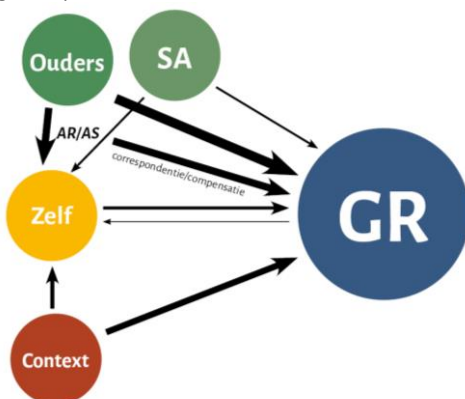 Ouders
SA
AR/AS
correspondentie/compensatie
Zelf
GR
Context